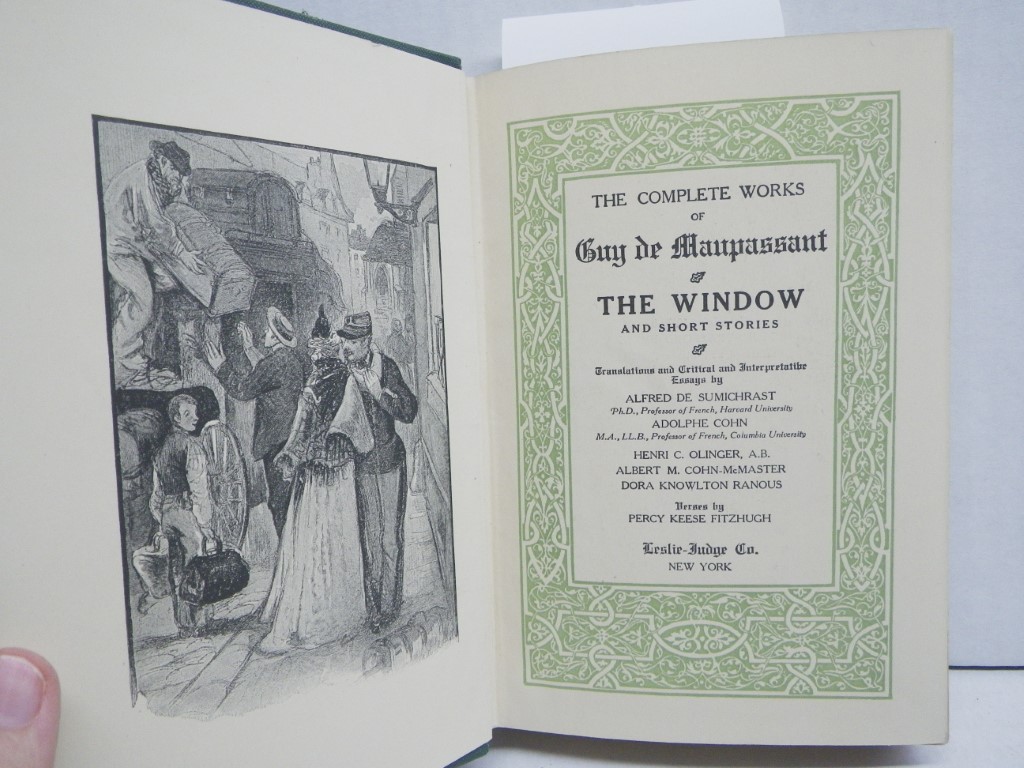 THE COMPLETE WORKS
OF
Guy de Maupassant
THE WINDOW
AND SHORT STORIES
Translations and Critical and Interpretative
Essays by
ALFRED DE SUMICHRAST
Ph.D., Professor of French, Harvard University
ADOLPHE COHN
M.A., LL.B., Professor of French, Columbia University
HENRI C. OLINGER, A.B.
ALBERT M. COHN-McMASTER
DORA KNOWLTON RANOUS
Verses by
PERCY KEESE FITZHUGH
Leslie-Judge Co.
NEW YORK